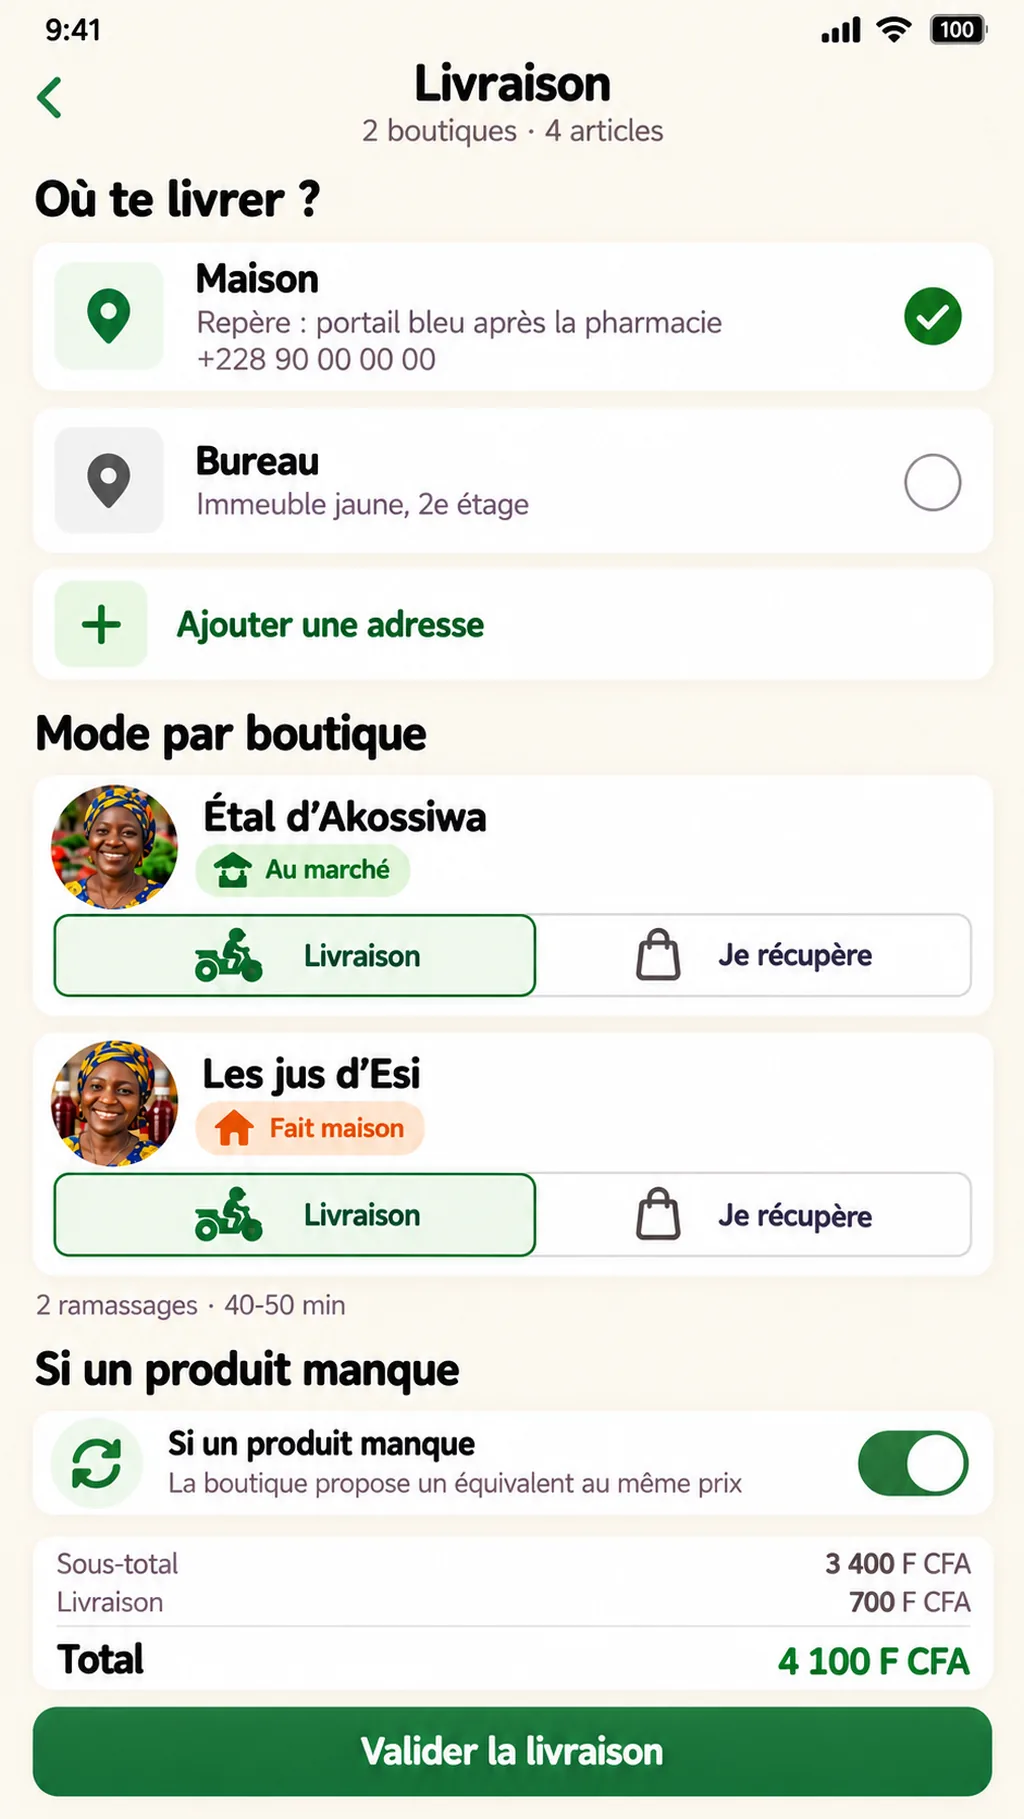 9:41
100
Livraison
2 boutiques · 4 articles
Où te livrer ?
Maison
Repère : portail bleu après la pharmacie
+228 90 00 00 00
Bureau
Immeuble jaune, 2e étage
Ajouter une adresse
Mode par boutique
Étal d’Akossiwa
Au marché
Livraison
Je récupère
Les jus d’Esi
Fait maison
Livraison
Je récupère
2 ramassages · 40-50 min
Si un produit manque
Si un produit manque
La boutique propose un équivalent au même prix
Sous-total 3 400 F CFA
Livraison 700 F CFA
Total 4 100 F CFA
Valider la livraison